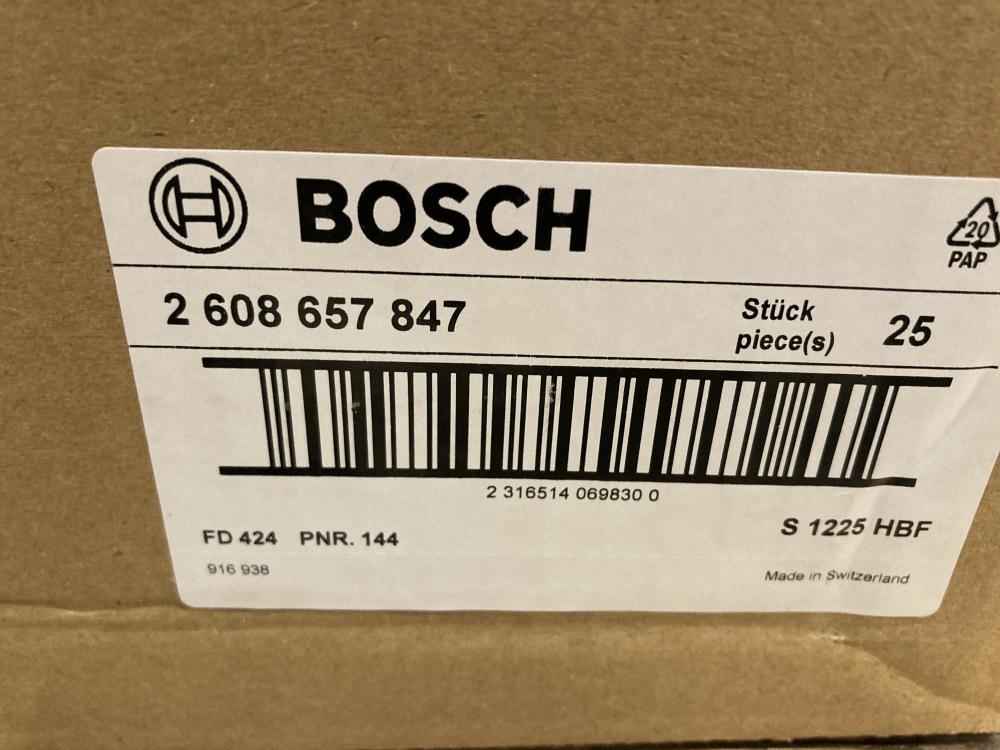 BOSCH
20
PAP
2 608 657 847
Stück
piece(s)
25
2 316514 069830 0
S 1225 HBF
FD 424 PNR. 144
916 938
Made in Switzerland